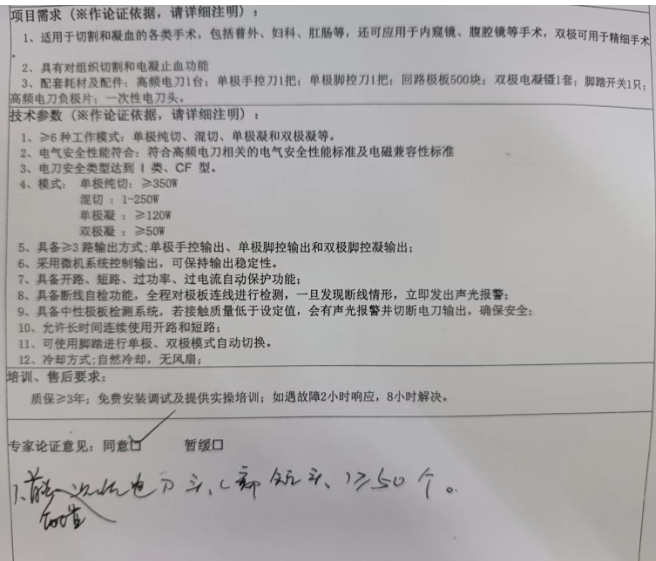 项目需求（※作论证依据，请详细注明）：
1、适用于切割和凝血的各类手术，包括普外、妇科、肛肠等，还可应用于内窥镜、腹腔镜等手术，双极可用于精细手术
。
2、具有对组织切割和电凝止血功能
3、配套耗材及配件：高频电刀1台；单极手控刀1把；单极脚控刀1把；回路极板500块；双极电凝镊1套；脚踏开关1只；
高频电刀负极片；一次性电刀头。
技术参数（※作论证依据，请详细注明）：
1、≥6种工作模式：单极纯切、混切、单极凝和双极凝等。
2、电气安全性能符合：符合高频电刀相关的电气安全性能标准及电磁兼容性标准
3、电刀安全类型达到 I 类、CF 型。
4、模式： 单极纯切：≥350W
混切 ：1-250W
单极凝 ：≥120W
双极凝 ：≥50W
5、具备≥3 路输出方式:单极手控输出、单极脚控输出和双极脚控凝输出；
6、采用微机系统控制输出，可保持输出稳定性。
7、具备开路、短路、过功率、过电流自动保护功能；
8、具备断线自检功能，全程对极板连线进行检测，一旦发现断线情形，立即发出声光报警；
9、具备中性极板检测系统，若接触质量低于设定值，会有声光报警并切断电刀输出，确保安全；
10、允许长时间连续使用开路和短路；
11、可使用脚踏进行单极、双极模式自动切换。
12、冷却方式:自然冷却，无风扇；
培训、售后要求：
质保≥3年；免费安装调试及提供实操培训；如遇故障2小时响应，8小时解决。
专家论证意见：同意☑ 暂缓口
电刀头、 ≥50个。